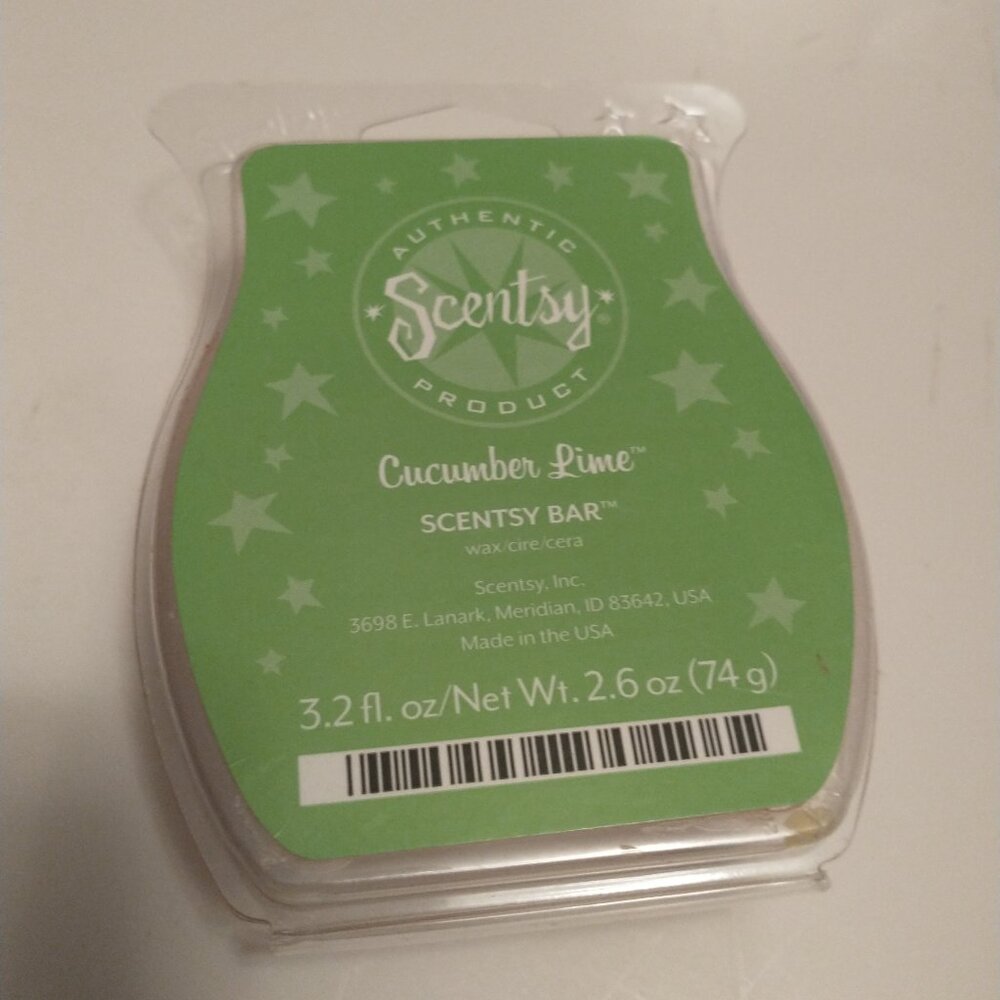 AUTHENTIC
Scentsy®
PRODUCT
Cucumber Lime™
SCENTSY BAR™
wax/cire/cera
Scentsy, Inc.
3698 E. Lanark, Meridian, ID 83642, USA
Made in the USA
3.2 fl. oz/Net Wt. 2.6 oz (74 g)